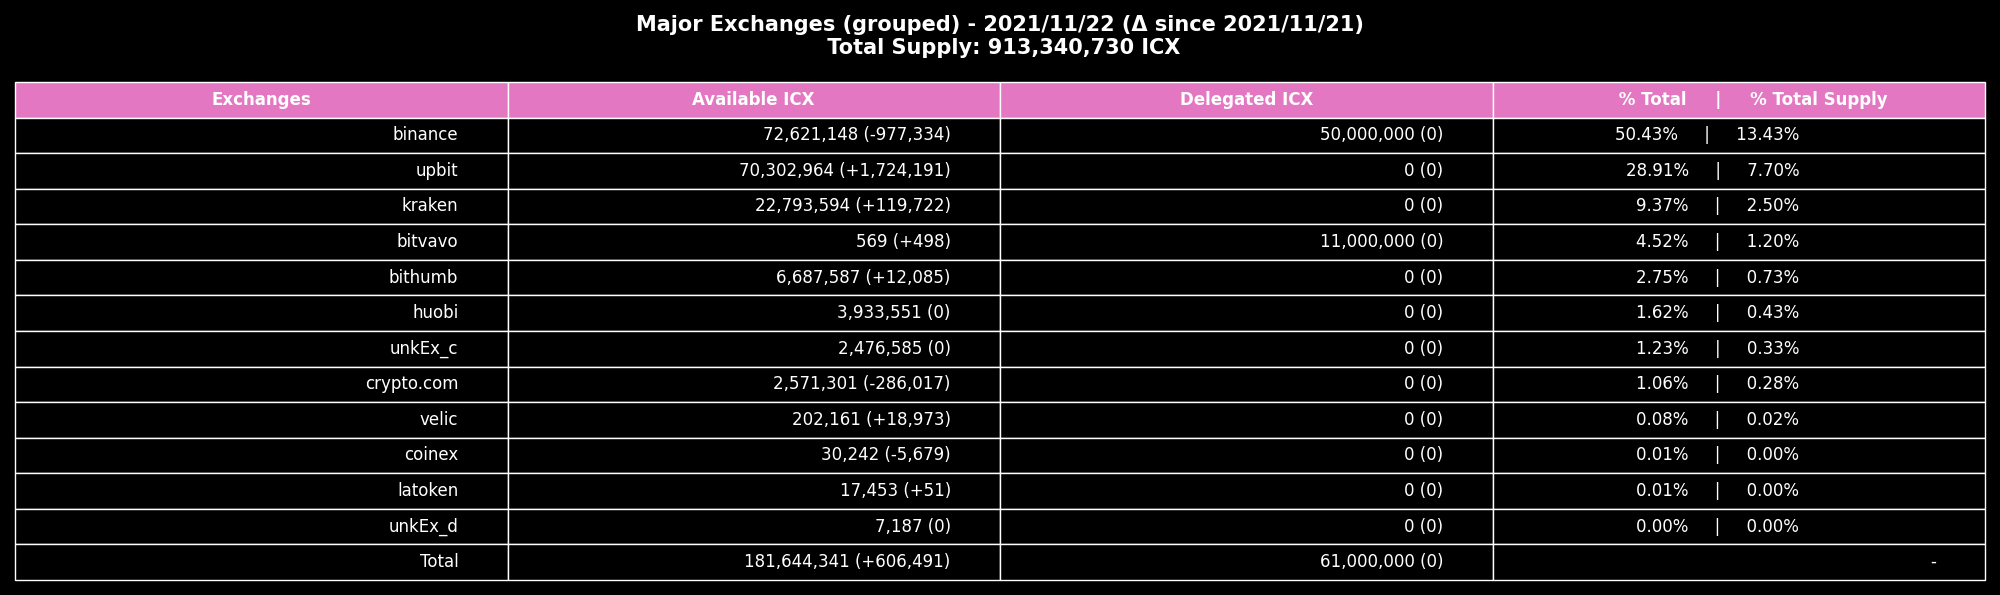 Major Exchanges (grouped) - 2021/11/22 (Δ since 2021/11/21)
Total Supply: 913,340,730 ICX
Exchanges Available ICX Delegated ICX % Total | % Total Supply
binance 72,621,148 (-977,334) 50,000,000 (0) 50.43% | 13.43%
upbit 70,302,964 (+1,724,191) 0 (0) 28.91% | 7.70%
kraken 22,793,594 (+119,722) 0 (0) 9.37% | 2.50%
bitvavo 569 (+498) 11,000,000 (0) 4.52% | 1.20%
bithumb 6,687,587 (+12,085) 0 (0) 2.75% | 0.73%
huobi 3,933,551 (0) 0 (0) 1.62% | 0.43%
unkEx_c 2,476,585 (0) 0 (0) 1.23% | 0.33%
crypto.com 2,571,301 (-286,017) 0 (0) 1.06% | 0.28%
velic 202,161 (+18,973) 0 (0) 0.08% | 0.02%
coinex 30,242 (-5,679) 0 (0) 0.01% | 0.00%
latoken 17,453 (+51) 0 (0) 0.01% | 0.00%
unkEx_d 7,187 (0) 0 (0) 0.00% | 0.00%
Total 181,644,341 (+606,491) 61,000,000 (0) -